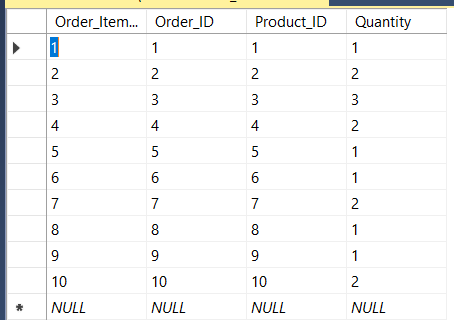 Order_Item... Order_ID Product_ID Quantity
1 1 1 1
2 2 2 2
3 3 3 3
4 4 4 2
5 5 5 1
6 6 6 1
7 7 7 2
8 8 8 1
9 9 9 1
10 10 10 2
* NULL NULL NULL NULL